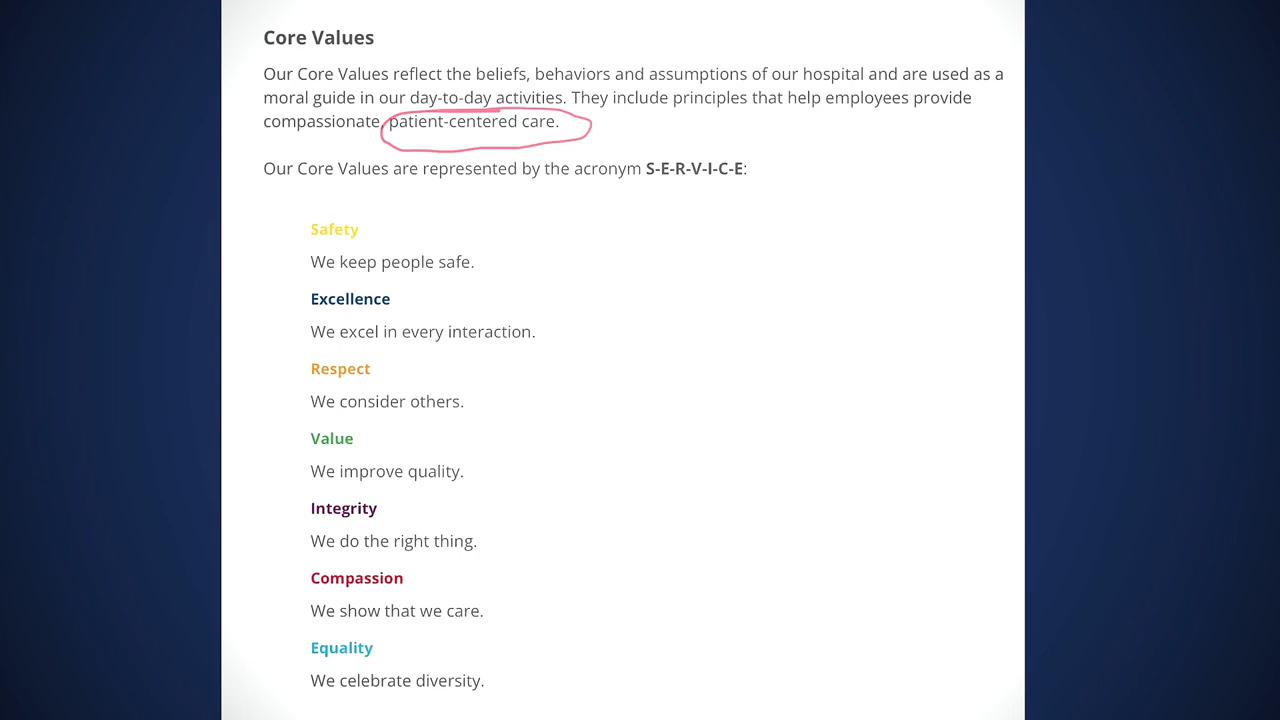 Core Values
Our Core Values reflect the beliefs, behaviors and assumptions of our hospital and are used as a
moral guide in our day-to-day activities. They include principles that help employees provide
compassionate, patient-centered care.
Our Core Values are represented by the acronym S-E-R-V-I-C-E:
Safety
We keep people safe.
Excellence
We excel in every interaction.
Respect
We consider others.
Value
We improve quality.
Integrity
We do the right thing.
Compassion
We show that we care.
Equality
We celebrate diversity.